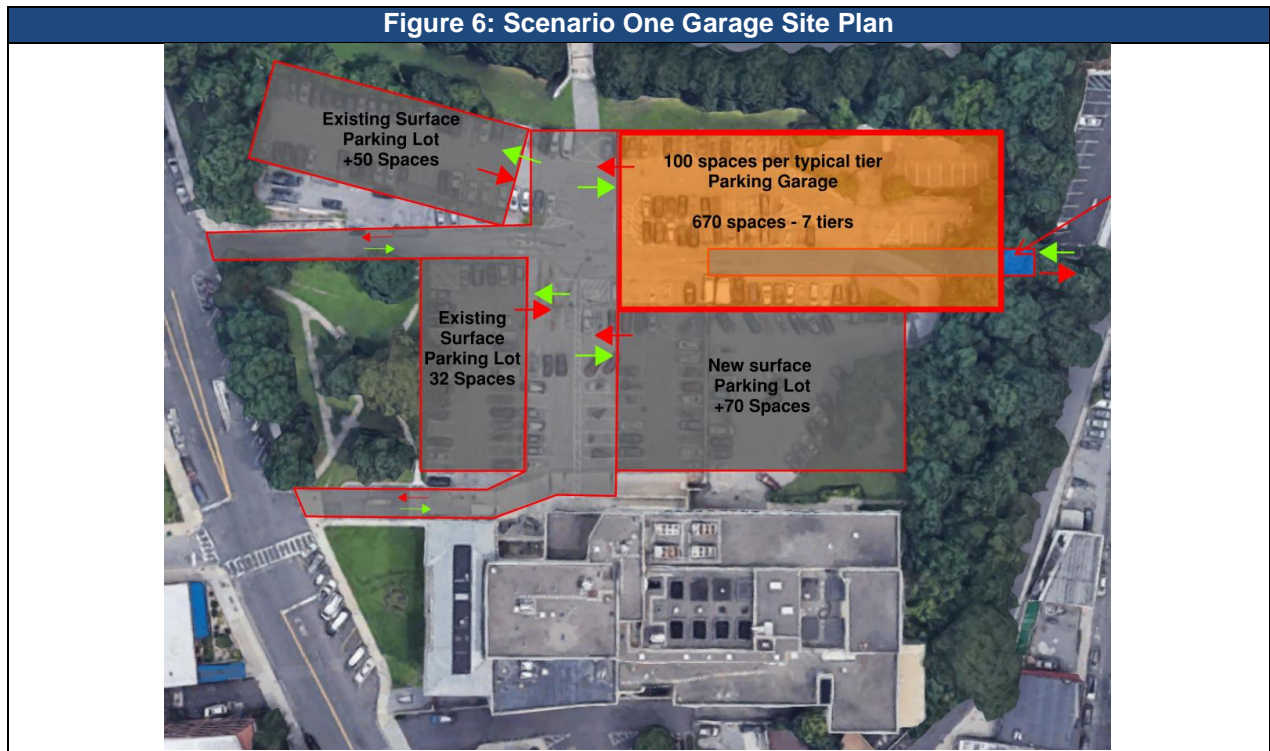 Figure 6: Scenario One Garage Site Plan
Existing Surface
Parking Lot
+50 Spaces
100 spaces per typical tier
Parking Garage
670 spaces - 7 tiers
Existing
Surface
Parking Lot
32 Spaces
New surface
Parking Lot
+70 Spaces